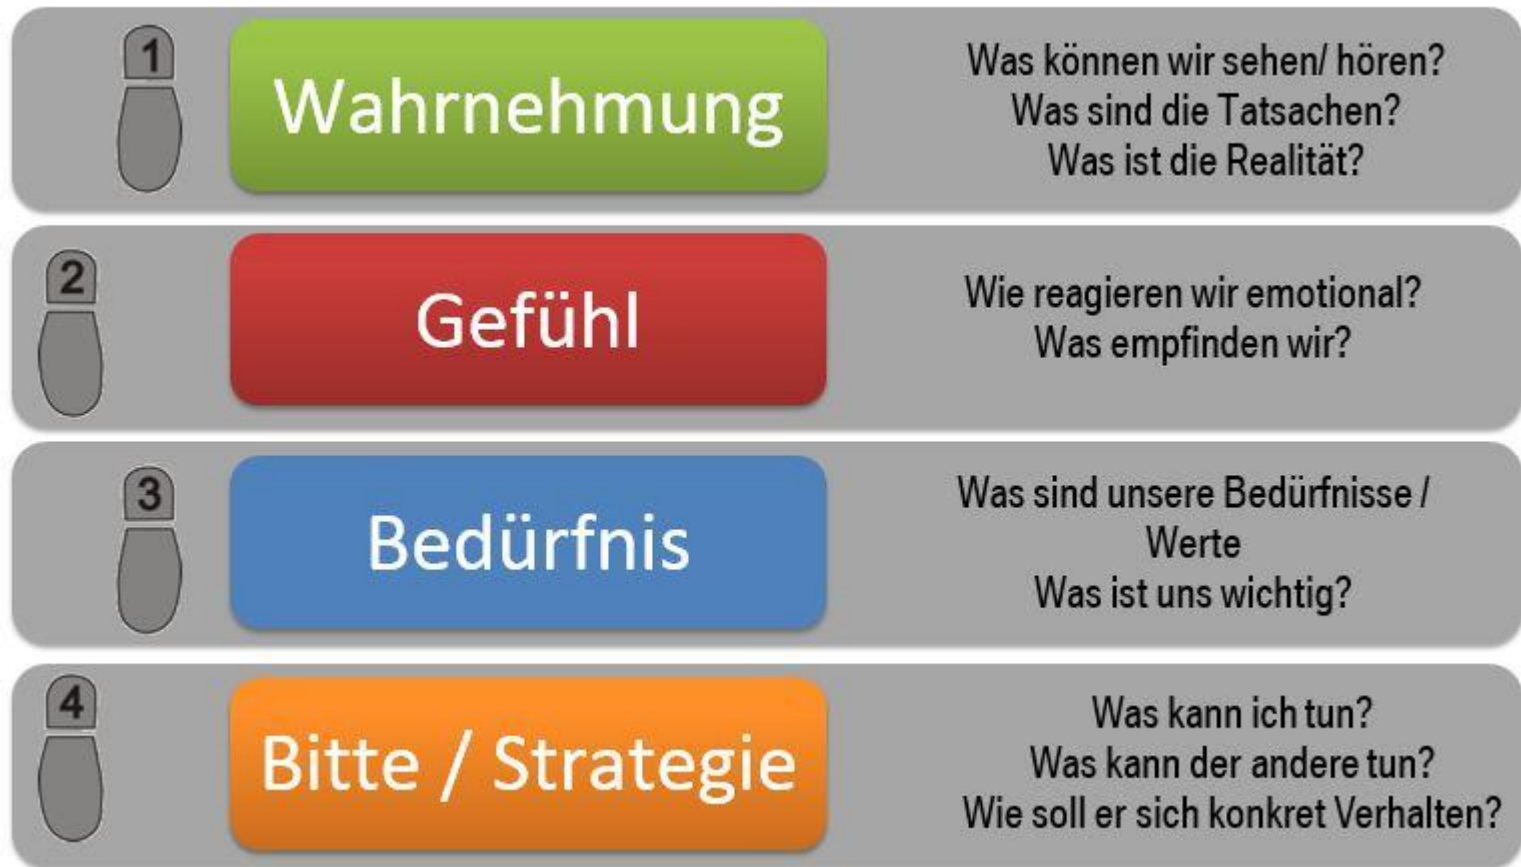 1
Wahrnehmung
Was können wir sehen/ hören?
Was sind die Tatsachen?
Was ist die Realität?
2
Gefühl
Wie reagieren wir emotional?
Was empfinden wir?
3
Bedürfnis
Was sind unsere Bedürfnisse /
Werte
Was ist uns wichtig?
4
Bitte / Strategie
Was kann ich tun?
Was kann der andere tun?
Wie soll er sich konkret Verhalten?